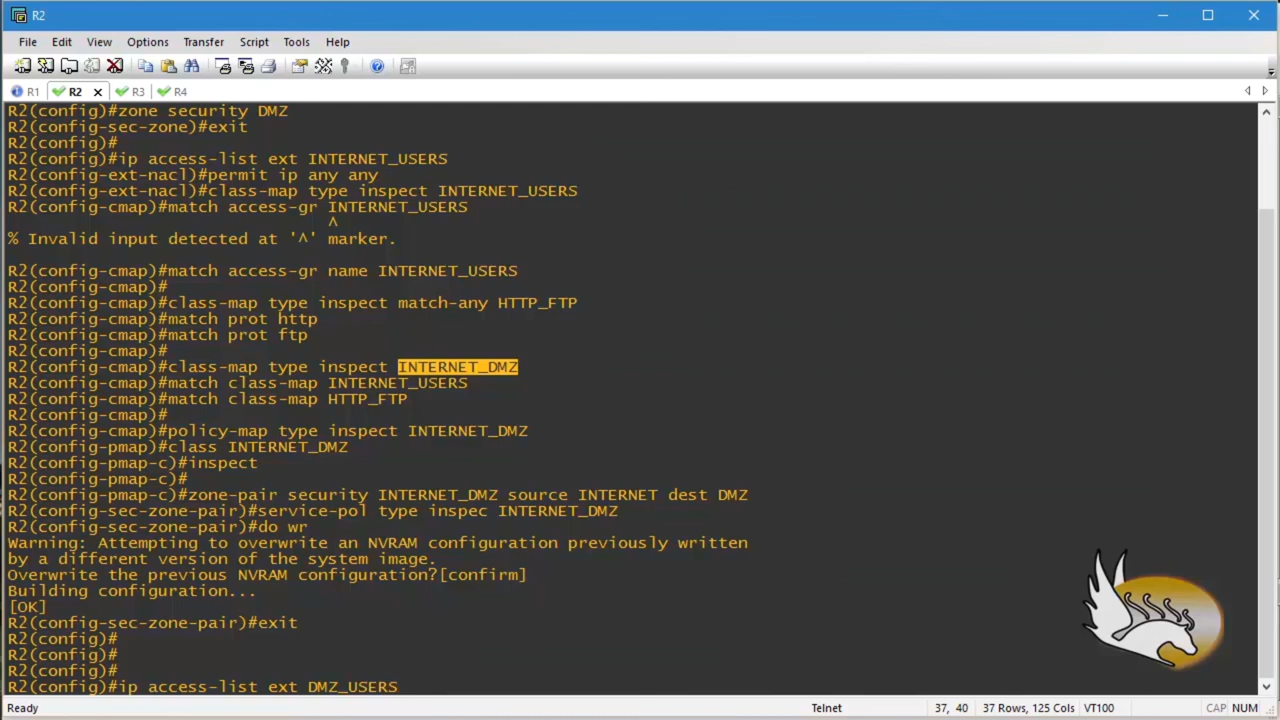 R2
File Edit View Options Transfer Script Tools Help
R1 R2 R3 R4
R2(config)#zone security DMZ
R2(config-sec-zone)#exit
R2(config)#
R2(config)#ip access-list ext INTERNET_USERS
R2(config-ext-nacl)#permit ip any any
R2(config-ext-nacl)#class-map type inspect INTERNET_USERS
R2(config-cmap)#match access-gr INTERNET_USERS
^
% Invalid input detected at '^' marker.
R2(config-cmap)#match access-gr name INTERNET_USERS
R2(config-cmap)#
R2(config-cmap)#class-map type inspect match-any HTTP_FTP
R2(config-cmap)#match prot http
R2(config-cmap)#match prot ftp
R2(config-cmap)#
R2(config-cmap)#class-map type inspect INTERNET_DMZ
R2(config-cmap)#match class-map INTERNET_USERS
R2(config-cmap)#match class-map HTTP_FTP
R2(config-cmap)#
R2(config-cmap)#policy-map type inspect INTERNET_DMZ
R2(config-pmap)#class INTERNET_DMZ
R2(config-pmap-c)#inspect
R2(config-pmap-c)#
R2(config-pmap-c)#zone-pair security INTERNET_DMZ source INTERNET dest DMZ
R2(config-sec-zone-pair)#service-pol type inspec INTERNET_DMZ
R2(config-sec-zone-pair)#do wr
Warning: Attempting to overwrite an NVRAM configuration previously written
by a different version of the system image.
Overwrite the previous NVRAM configuration?[confirm]
Building configuration...
[OK]
R2(config-sec-zone-pair)#exit
R2(config)#
R2(config)#
R2(config)#
R2(config)#ip access-list ext DMZ_USERS
Ready Telnet 37, 40 37 Rows, 125 Cols VT100 CAP NUM